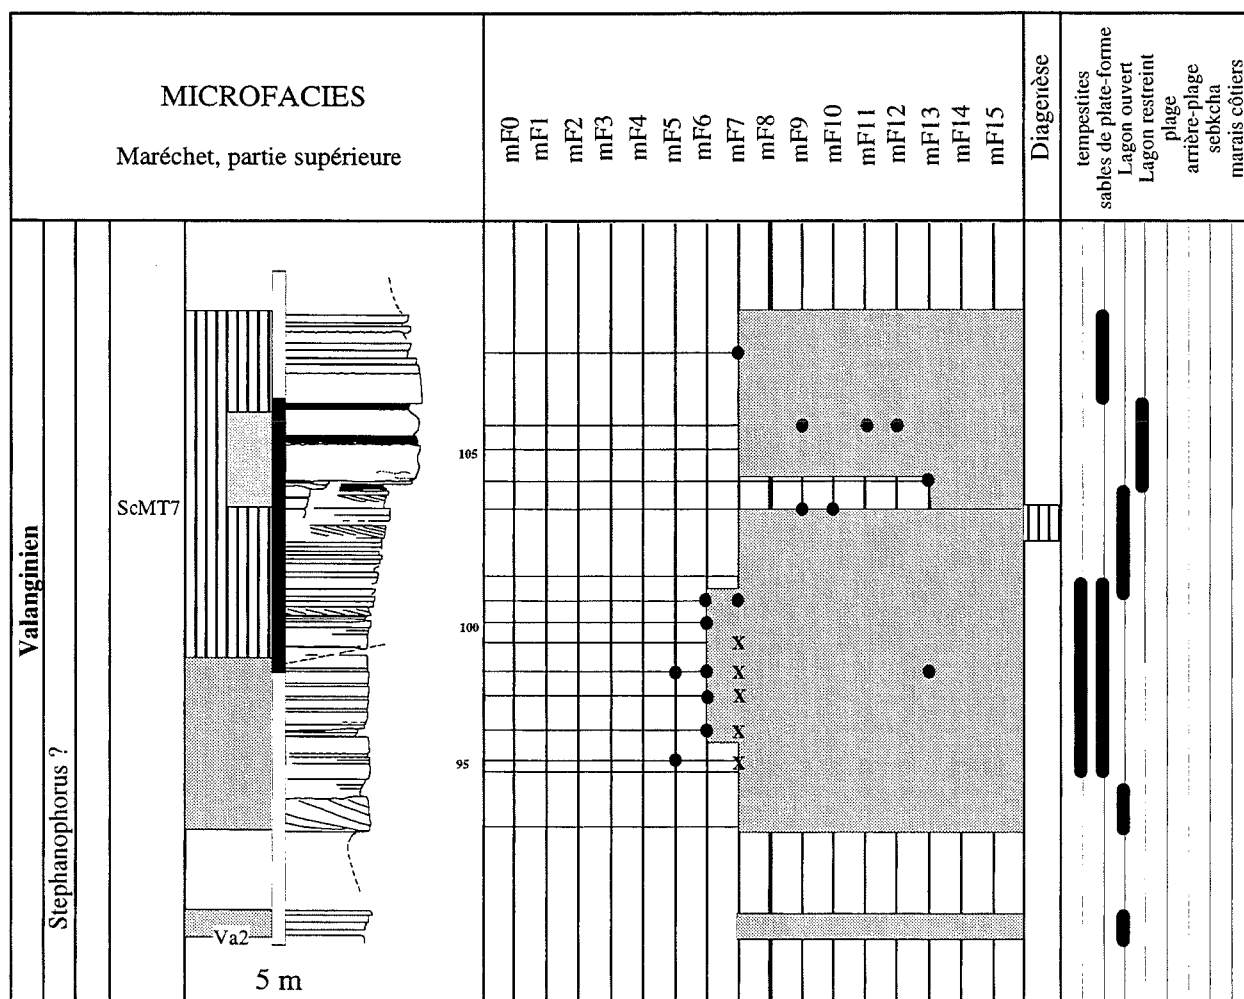 MICROFACIES
Maréchet, partie supérieure
mF0
mF1
mF2
mF3
mF4
mF5
mF6
mF7
mF8
mF9
mF10
mF11
mF12
mF13
mF14
mF15
Diagenèse
tempestites
sables de plate-forme
Lagon ouvert
Lagon restreint
plage
arrière-plage
sebkcha
marais côtiers
Valanginien
Stephanophorus ?
ScMT7
Va2
5 m
105
100
95
x
x
x
x
x